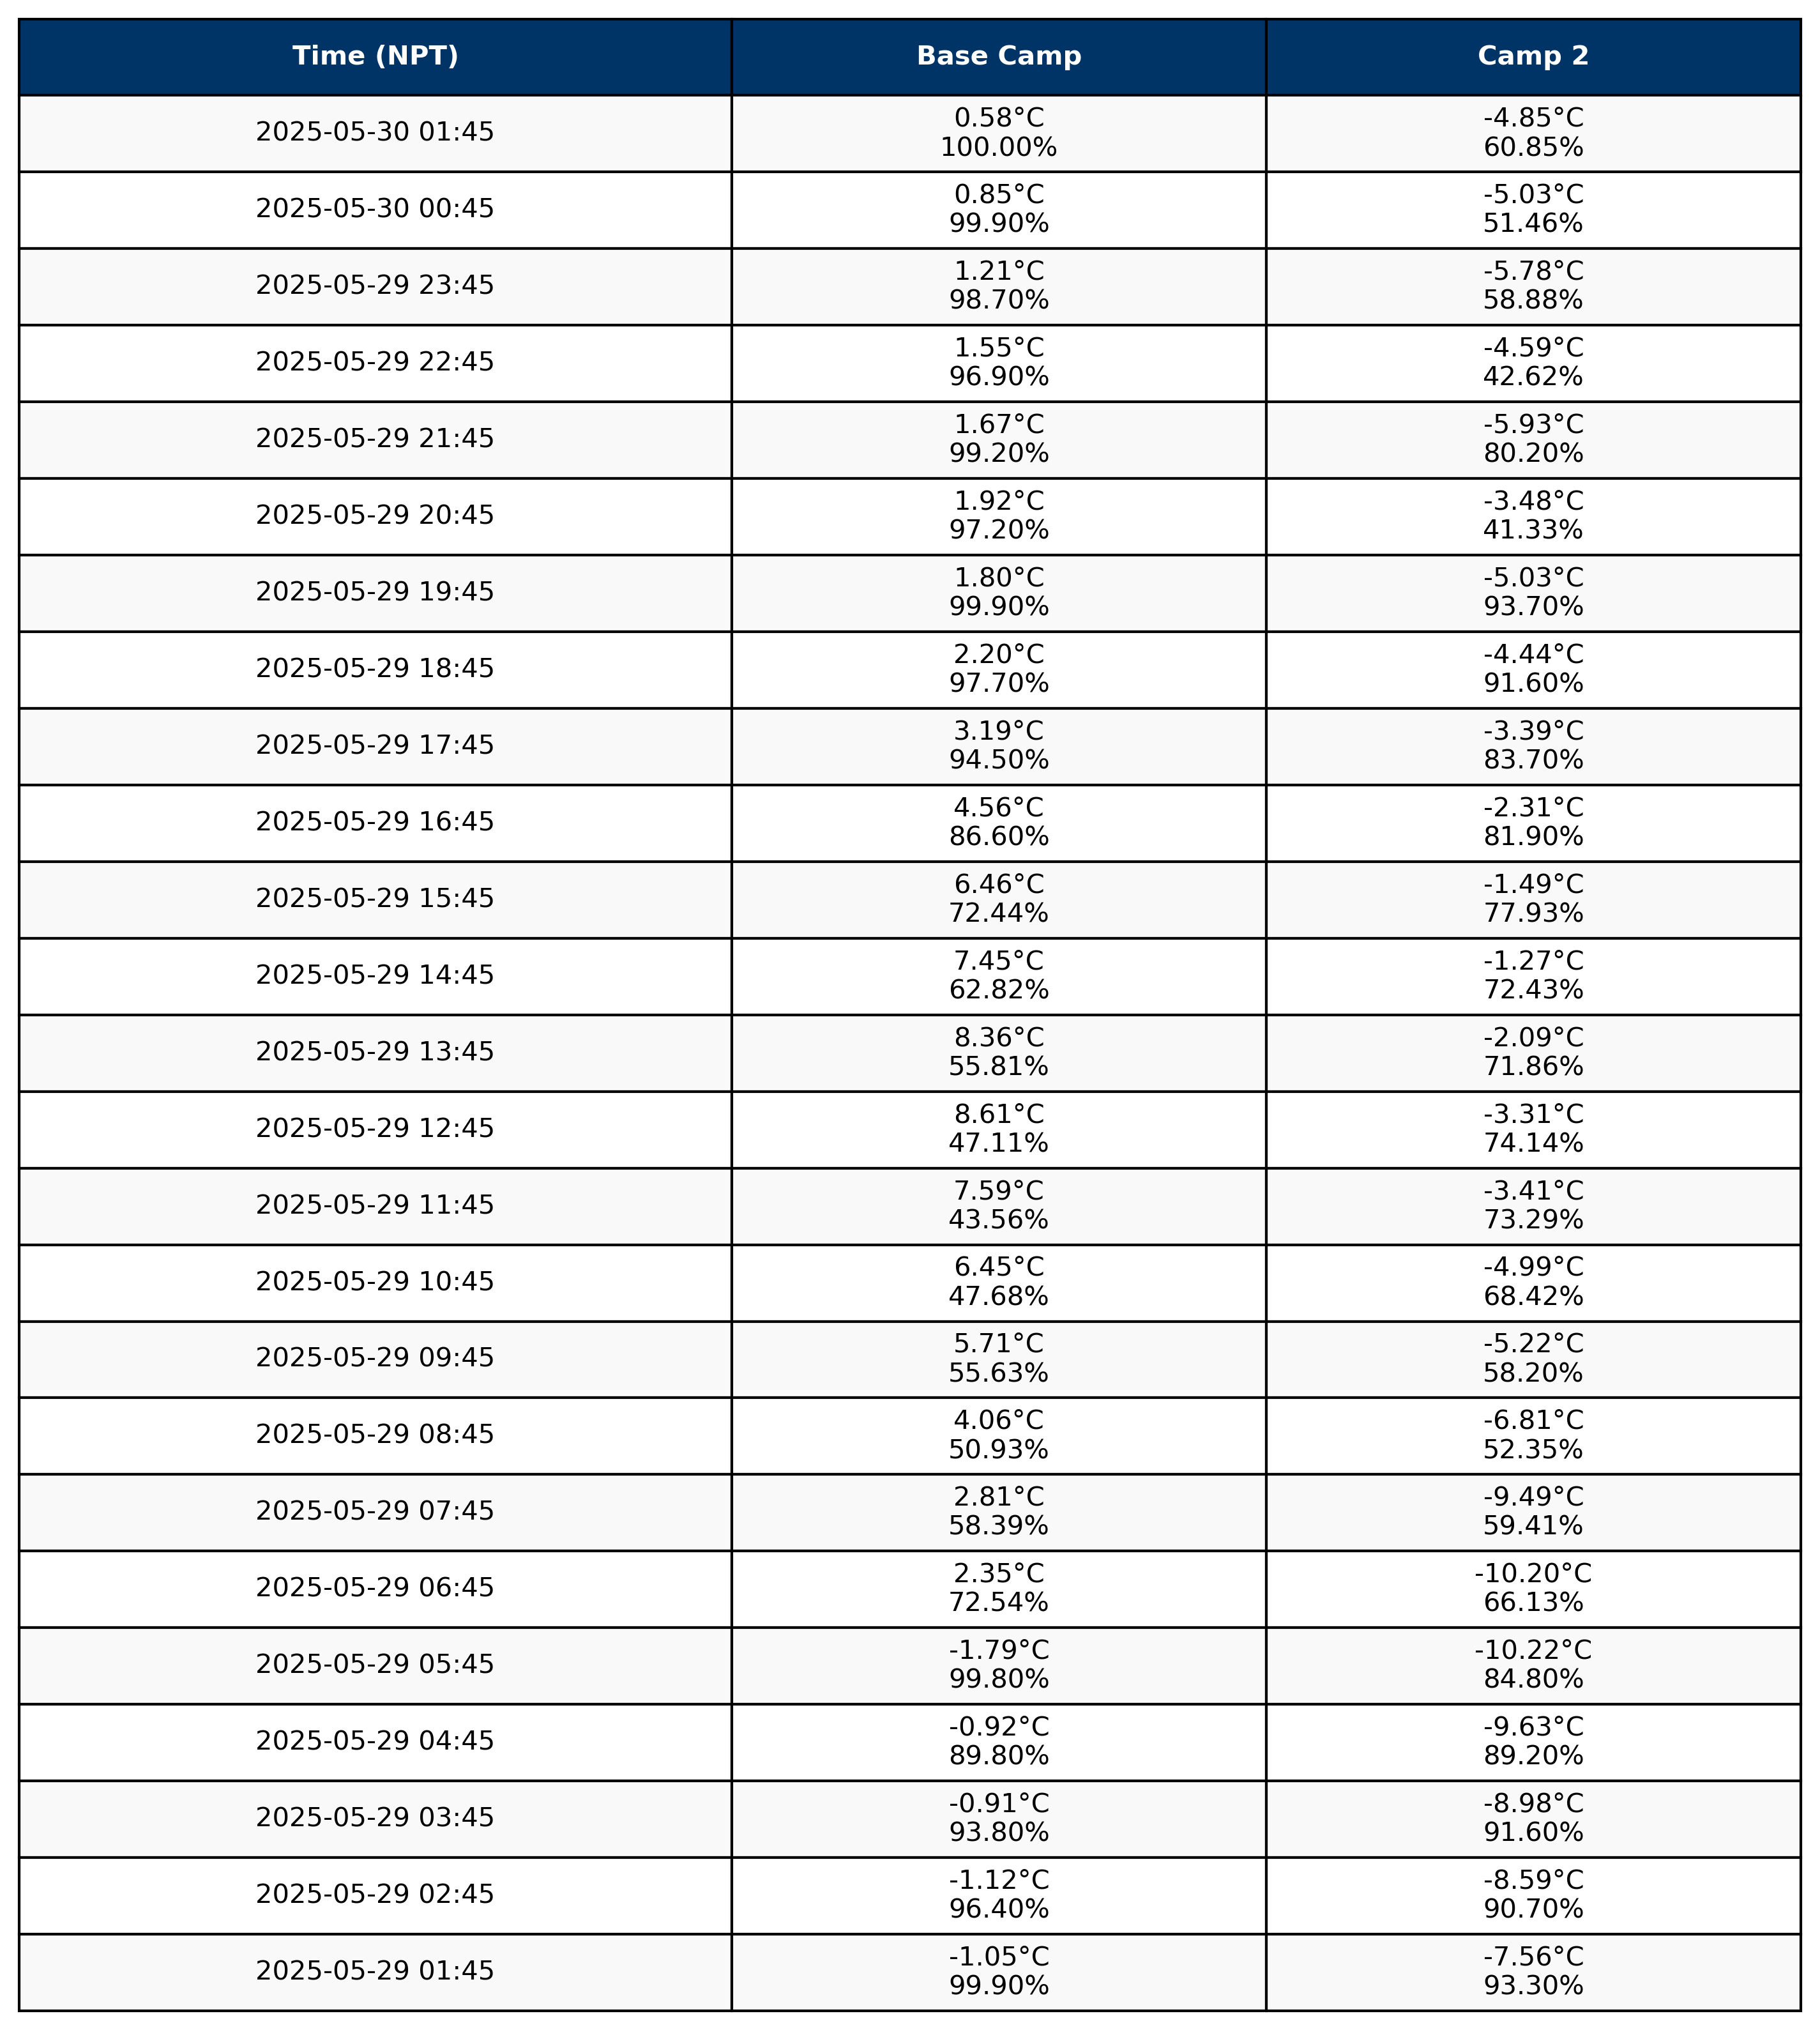 Time (NPT) Base Camp Camp 2
2025-05-30 01:45 0.58°C -4.85°C
100.00% 60.85%
2025-05-30 00:45 0.85°C -5.03°C
99.90% 51.46%
2025-05-29 23:45 1.21°C -5.78°C
98.70% 58.88%
2025-05-29 22:45 1.55°C -4.59°C
96.90% 42.62%
2025-05-29 21:45 1.67°C -5.93°C
99.20% 80.20%
2025-05-29 20:45 1.92°C -3.48°C
97.20% 41.33%
2025-05-29 19:45 1.80°C -5.03°C
99.90% 93.70%
2025-05-29 18:45 2.20°C -4.44°C
97.70% 91.60%
2025-05-29 17:45 3.19°C -3.39°C
94.50% 83.70%
2025-05-29 16:45 4.56°C -2.31°C
86.60% 81.90%
2025-05-29 15:45 6.46°C -1.49°C
72.44% 77.93%
2025-05-29 14:45 7.45°C -1.27°C
62.82% 72.43%
2025-05-29 13:45 8.36°C -2.09°C
55.81% 71.86%
2025-05-29 12:45 8.61°C -3.31°C
47.11% 74.14%
2025-05-29 11:45 7.59°C -3.41°C
43.56% 73.29%
2025-05-29 10:45 6.45°C -4.99°C
47.68% 68.42%
2025-05-29 09:45 5.71°C -5.22°C
55.63% 58.20%
2025-05-29 08:45 4.06°C -6.81°C
50.93% 52.35%
2025-05-29 07:45 2.81°C -9.49°C
58.39% 59.41%
2025-05-29 06:45 2.35°C -10.20°C
72.54% 66.13%
2025-05-29 05:45 -1.79°C -10.22°C
99.80% 84.80%
2025-05-29 04:45 -0.92°C -9.63°C
89.80% 89.20%
2025-05-29 03:45 -0.91°C -8.98°C
93.80% 91.60%
2025-05-29 02:45 -1.12°C -8.59°C
96.40% 90.70%
2025-05-29 01:45 -1.05°C -7.56°C
99.90% 93.30%